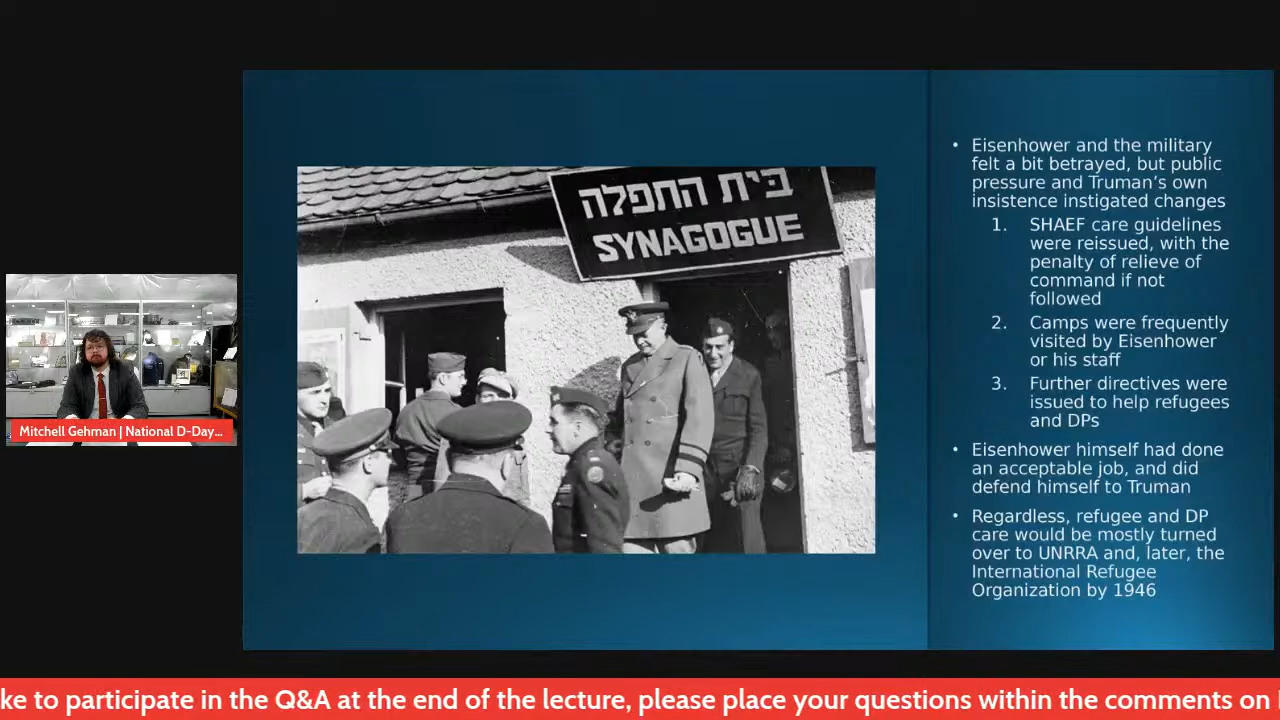 בית התפלה
SYNAGOGUE
Mitchell Gehman | National D-Day...
• Eisenhower and the military
felt a bit betrayed, but public
pressure and Truman’s own
insistence instigated changes
1. SHAEF care guidelines
were reissued, with the
penalty of relieve of
command if not
followed
2. Camps were frequently
visited by Eisenhower
or his staff
3. Further directives were
issued to help refugees
and DPs
• Eisenhower himself had done
an acceptable job, and did
defend himself to Truman
• Regardless, refugee and DP
care would be mostly turned
over to UNRRA and, later, the
International Refugee
Organization by 1946
ke to participate in the Q&A at the end of the lecture, please place your questions within the comments on